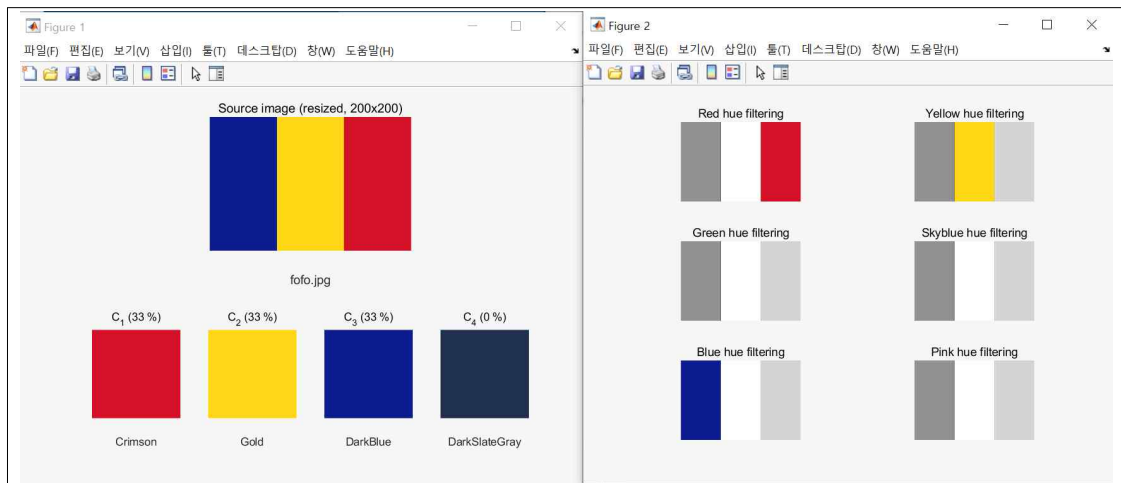 Figure 1
파일(F) 편집(E) 보기(V) 삽입(I) 툴(T) 데스크탑(D) 창(W) 도움말(H)
Source image (resized, 200x200)
fofo.jpg
C1 (33 %) C2 (33 %) C3 (33 %) C4 (0 %)
Crimson Gold DarkBlue DarkSlateGray
Figure 2
파일(F) 편집(E) 보기(V) 삽입(I) 툴(T) 데스크탑(D) 창(W) 도움말(H)
Red hue filtering Yellow hue filtering
Green hue filtering Skyblue hue filtering
Blue hue filtering Pink hue filtering